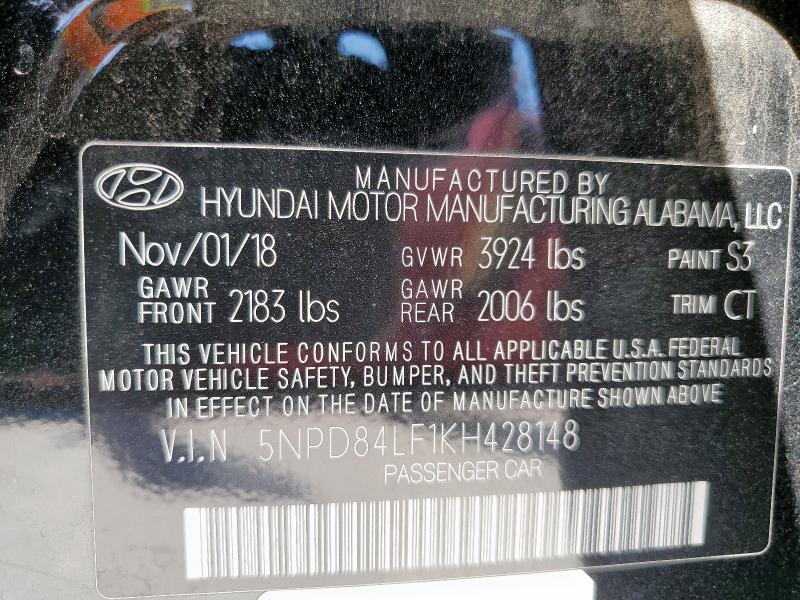 MANUFACTURED BY
HYUNDAI MOTOR MANUFACTURING ALABAMA, LLC
Nov/01/18 GVWR 3924 lbs PAINT S3
GAWR FRONT 2183 lbs GAWR REAR 2006 lbs TRIM CT
THIS VEHICLE CONFORMS TO ALL APPLICABLE U.S.A. FEDERAL
MOTOR VEHICLE SAFETY, BUMPER, AND THEFT PREVENTION STANDARDS
IN EFFECT ON THE DATE OF MANUFACTURE SHOWN ABOVE
V.I.N 5NPD84LF1KH428148
PASSENGER CAR